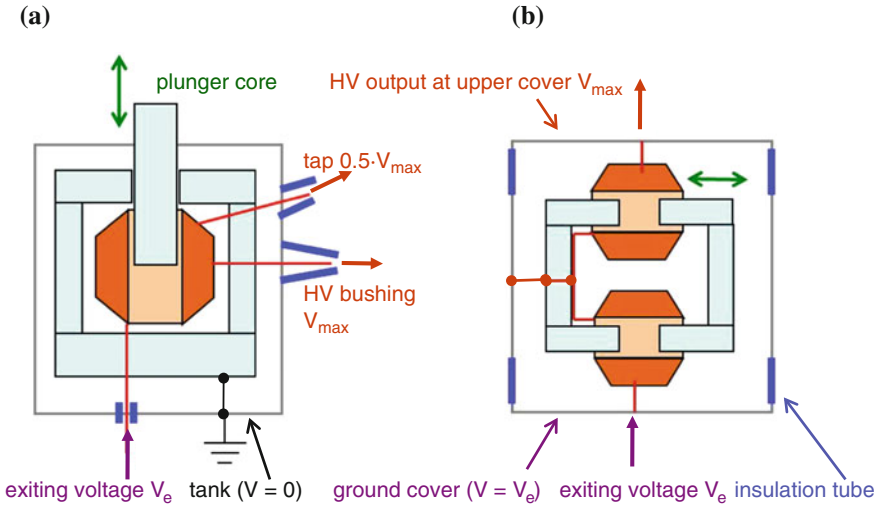 (a)
plunger core
tap 0.5·Vmax
HV bushing
Vmax
exiting voltage Ve
tank (V = 0)
(b)
HV output at upper cover Vmax
ground cover (V = Ve)
exiting voltage Ve
insulation tube